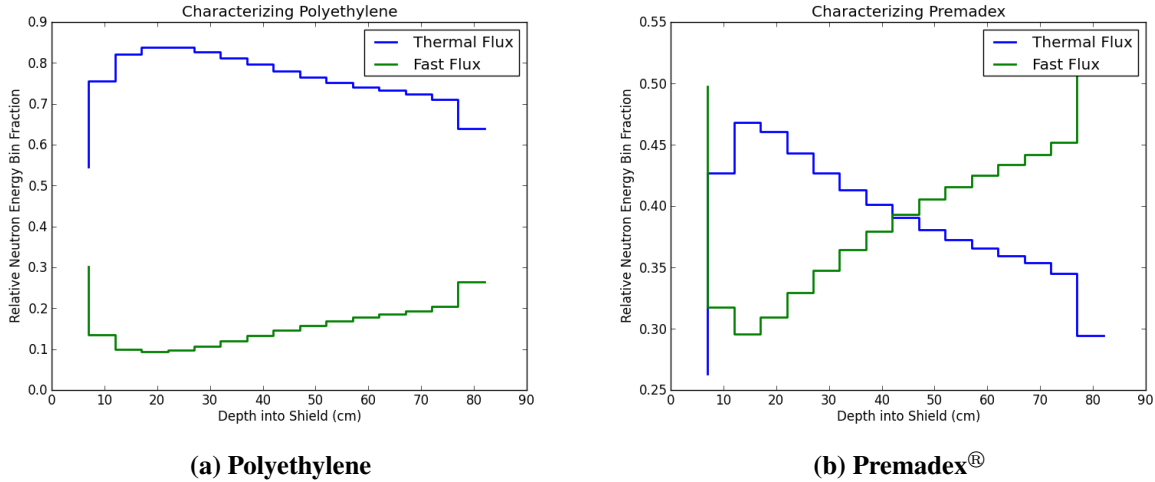 Characterizing Polyethylene
Relative Neutron Energy Bin Fraction
0.9
0.8
0.7
0.6
0.5
0.4
0.3
0.2
0.1
0.0
Thermal Flux
Fast Flux
0 10 20 30 40 50 60 70 80 90
Depth into Shield (cm)
(a) Polyethylene
Characterizing Premadex
Relative Neutron Energy Bin Fraction
0.55
0.50
0.45
0.40
0.35
0.30
0.25
Thermal Flux
Fast Flux
0 10 20 30 40 50 60 70 80 90
Depth into Shield (cm)
(b) Premadex®